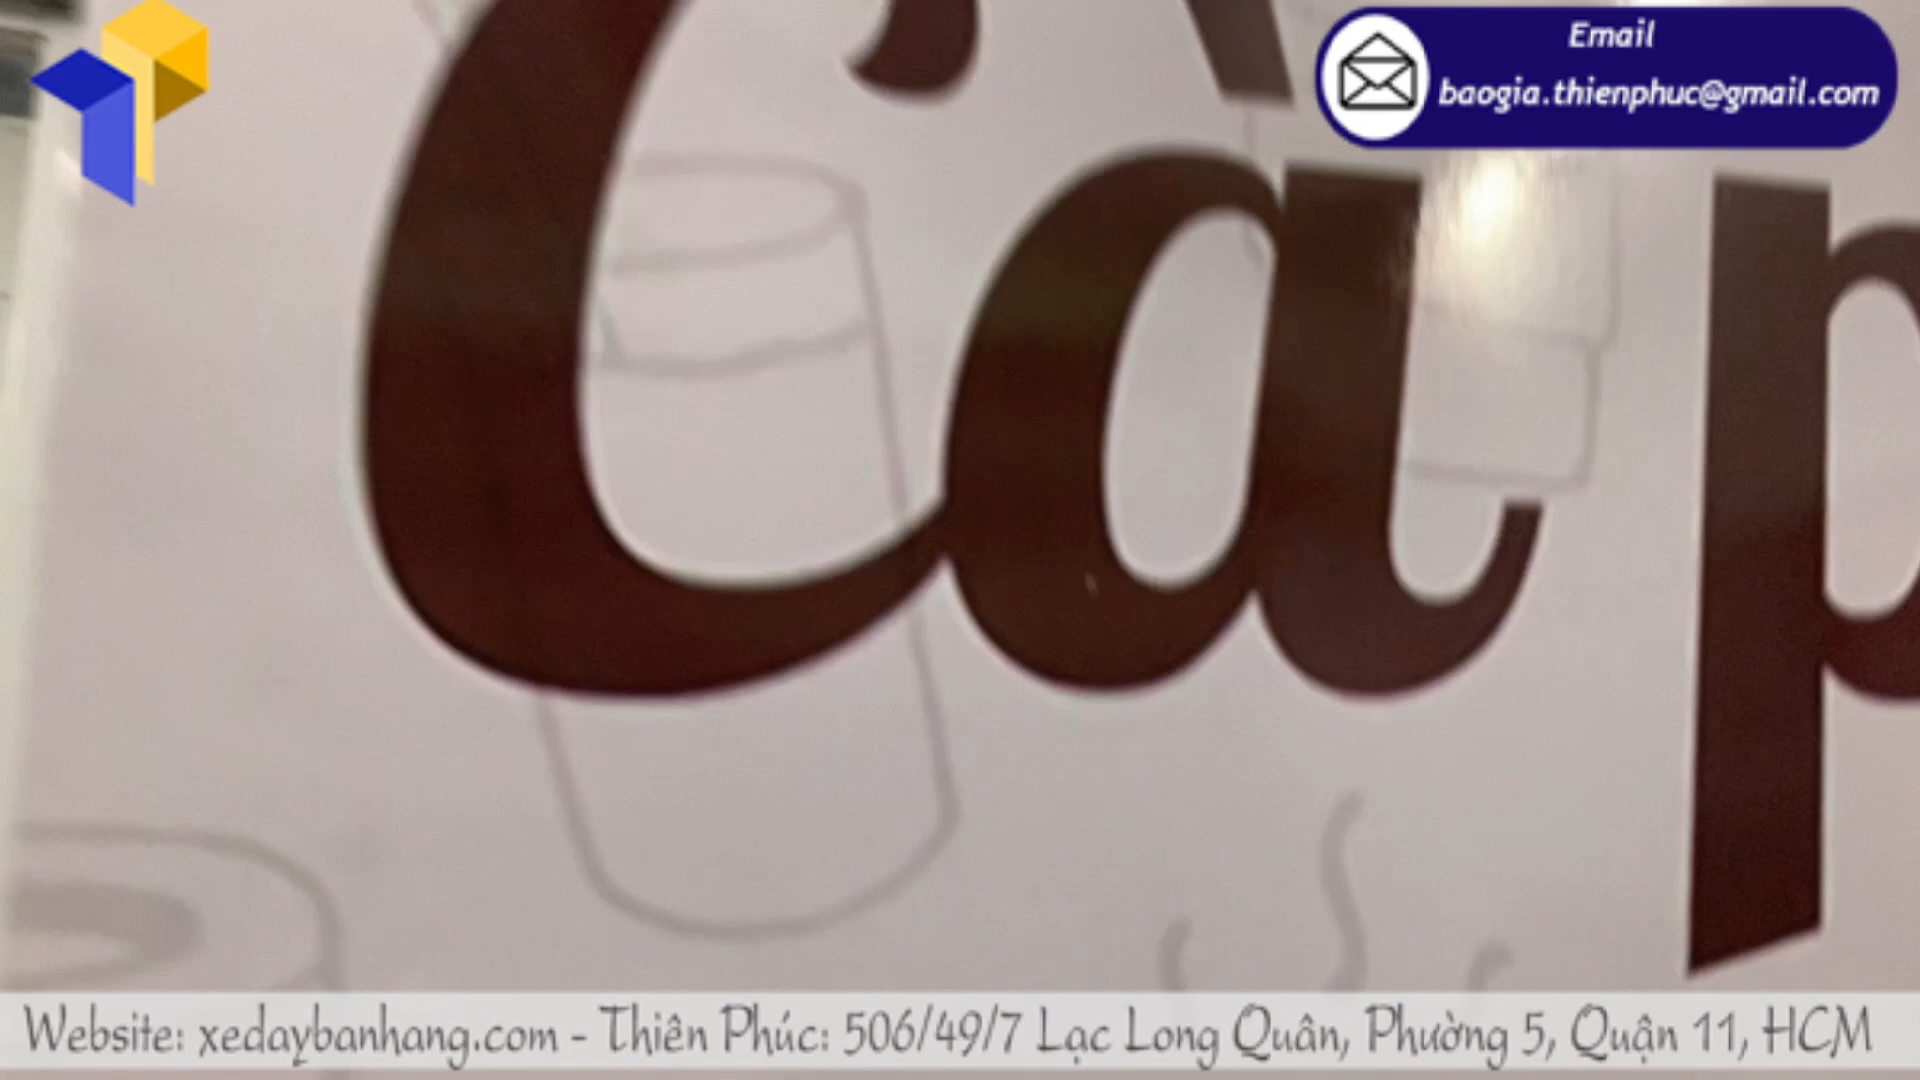 Email
baogia.thienphuc@gmail.com
Cà p
Website: xedaybanhang.com - Thiên Phúc: 506/49/7 Lạc Long Quân, Phường 5, Quận 11, HCM